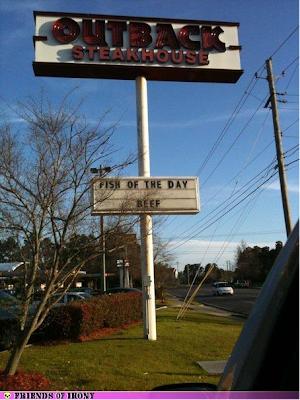 OUTBACK
STEAKHOUSE
FISH OF THE DAY
BEEF
FRIENDS OF IRONY